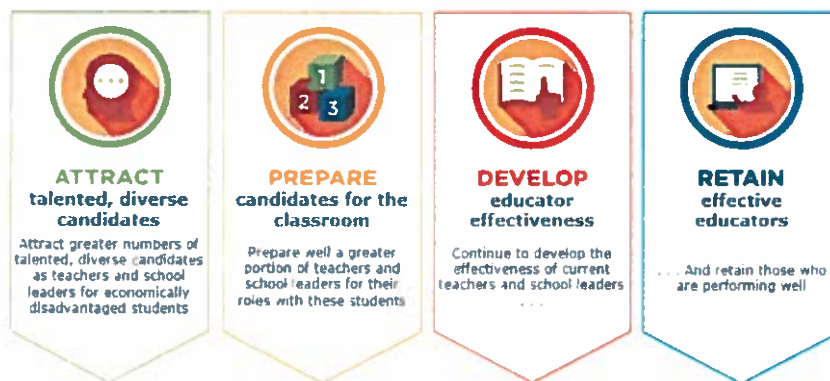 1
2 3
ATTRACT
talented, diverse
candidates
Attract greater numbers of
talented, diverse candidates
as teachers and school
leaders for economically
disadvantaged students
PREPARE
candidates for the
classroom
Prepare well a greater
portion of teachers and
school leaders for their
roles with these students
DEVELOP
educator
effectiveness
Continue to develop the
effectiveness of current
teachers and school leaders
. . .
RETAIN
effective
educators
. . . And retain those who
are performing well